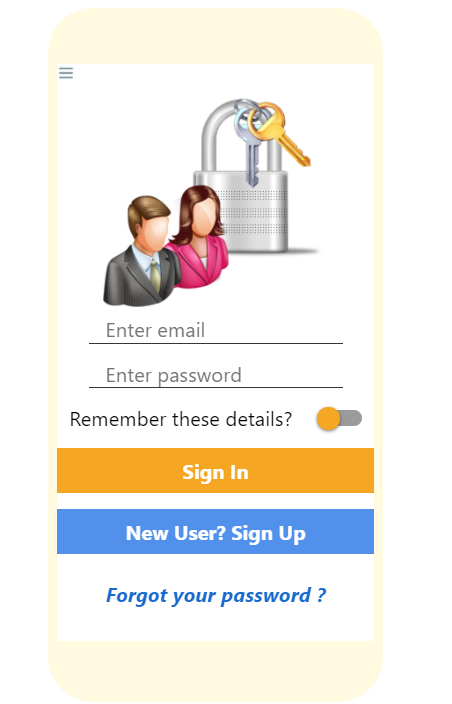 Enter email
Enter password
Remember these details?
Sign In
New User? Sign Up
Forgot your password ?